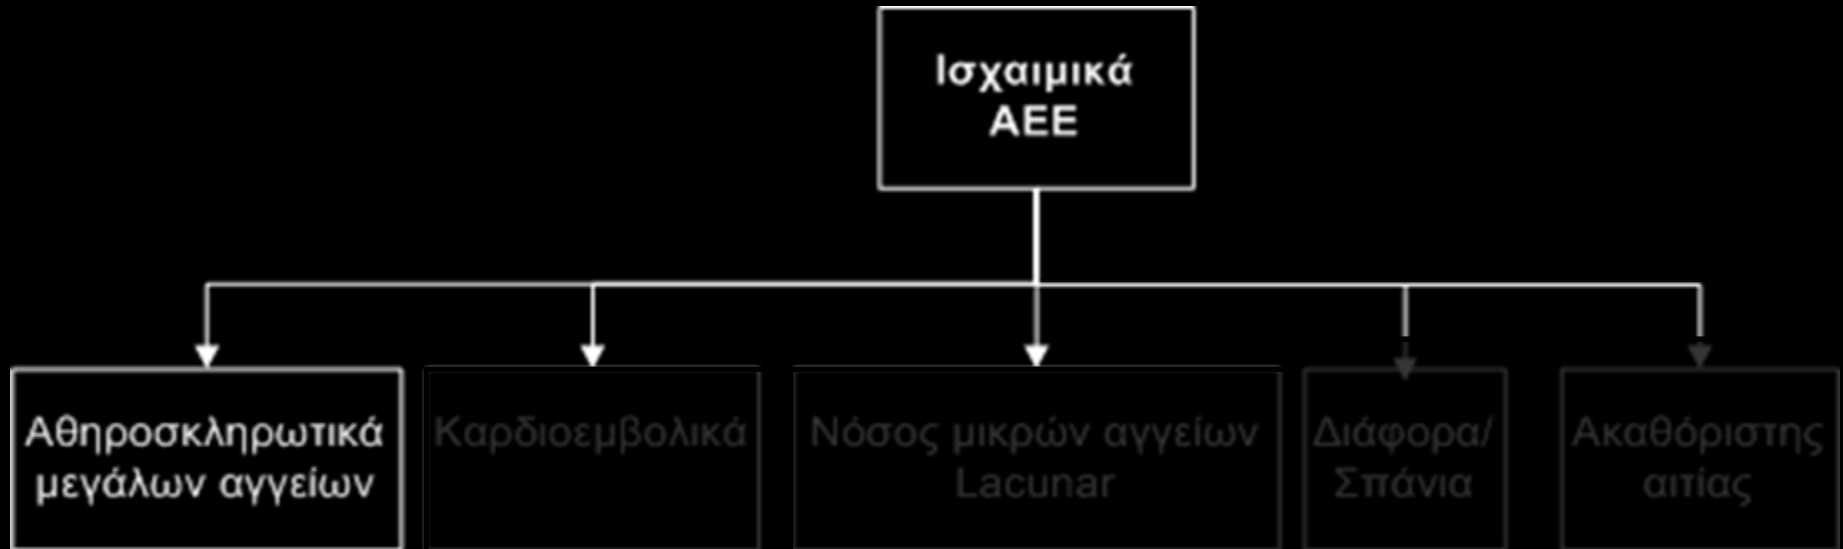 Ισχαιμικά
ΑΕΕ
Αθηροσκληρωτικά
μεγάλων αγγείων
Καρδιοεμβολικά
Νόσος μικρών αγγείων
Lacunar
Διάφορα/
Σπάνια
Ακαθόριστης
αιτίας